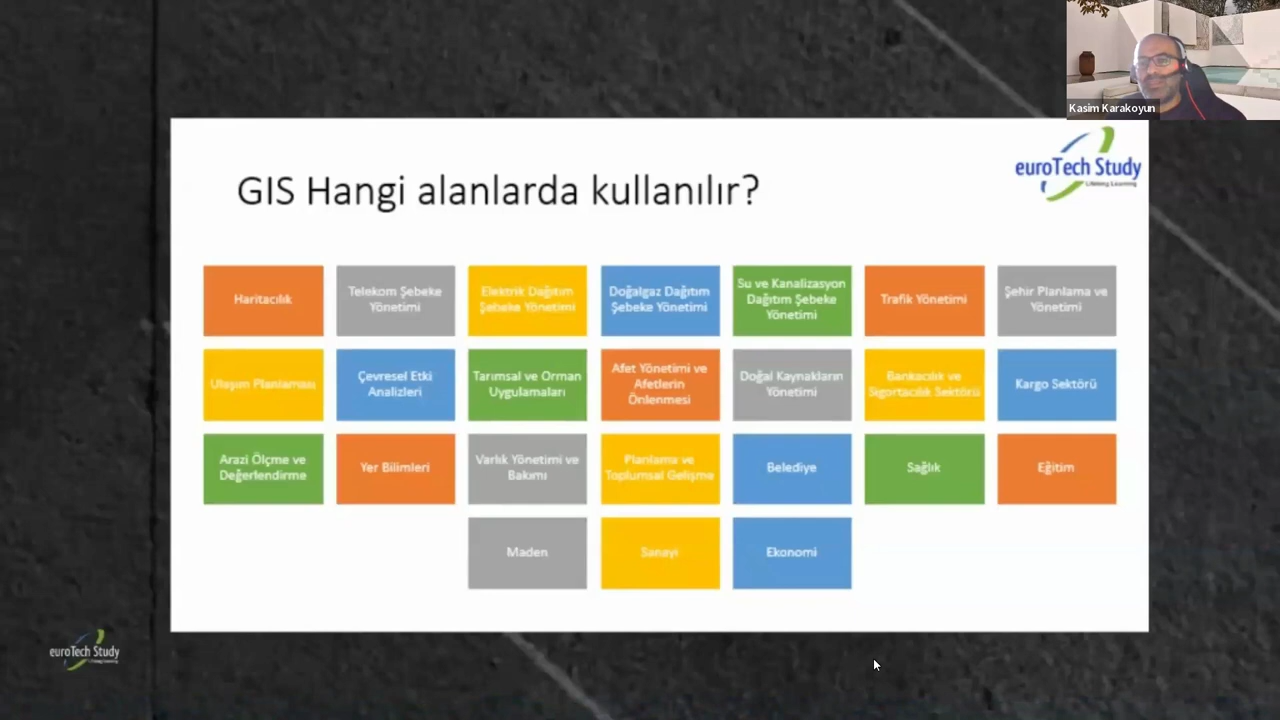 Kasim Karakoyun
euroTech Study
Lifelong Learning
GIS Hangi alanlarda kullanılır?
Haritacılık
Telekom Şebeke
Yönetimi
Elektrik Dağıtım
Şebeke Yönetimi
Doğalgaz Dağıtım
Şebeke Yönetimi
Su ve Kanalizasyon
Dağıtım Şebeke
Yönetimi
Trafik Yönetimi
Şehir Planlama ve
Yönetimi
Ulaşım Planlaması
Çevresel Etki
Analizleri
Tarımsal ve Orman
Uygulamaları
Afet Yönetimi ve
Afetlerin
Önlenmesi
Doğal Kaynakların
Yönetimi
Bankacılık ve
Sigortacılık Sektörü
Kargo Sektörü
Arazi Ölçme ve
Değerlendirme
Yer Bilimleri
Varlık Yönetimi ve
Bakımı
Planlama ve
Toplumsal Gelişme
Belediye
Sağlık
Eğitim
Maden
Sanayi
Ekonomi
euroTech Study
Lifelong Learning